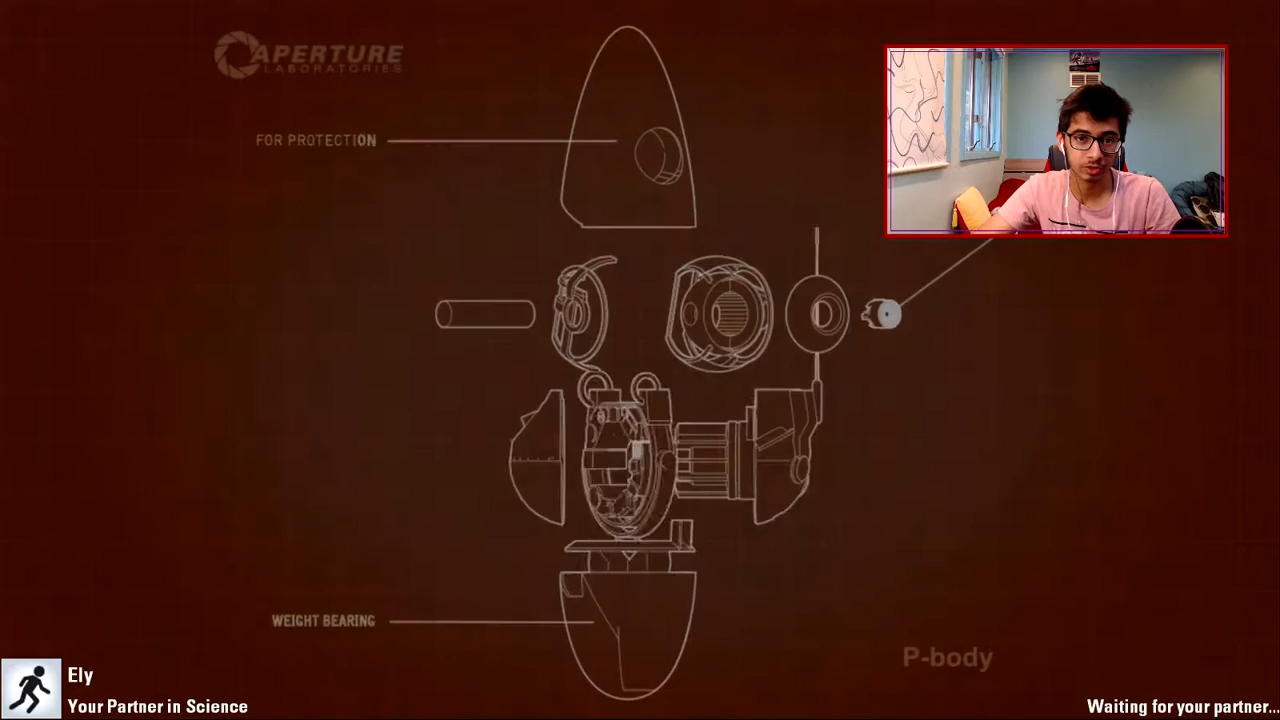 APERTURE
LABORATORIES
FOR PROTECTION
WEIGHT BEARING
P-body
Ely
Your Partner in Science
Waiting for your partner...